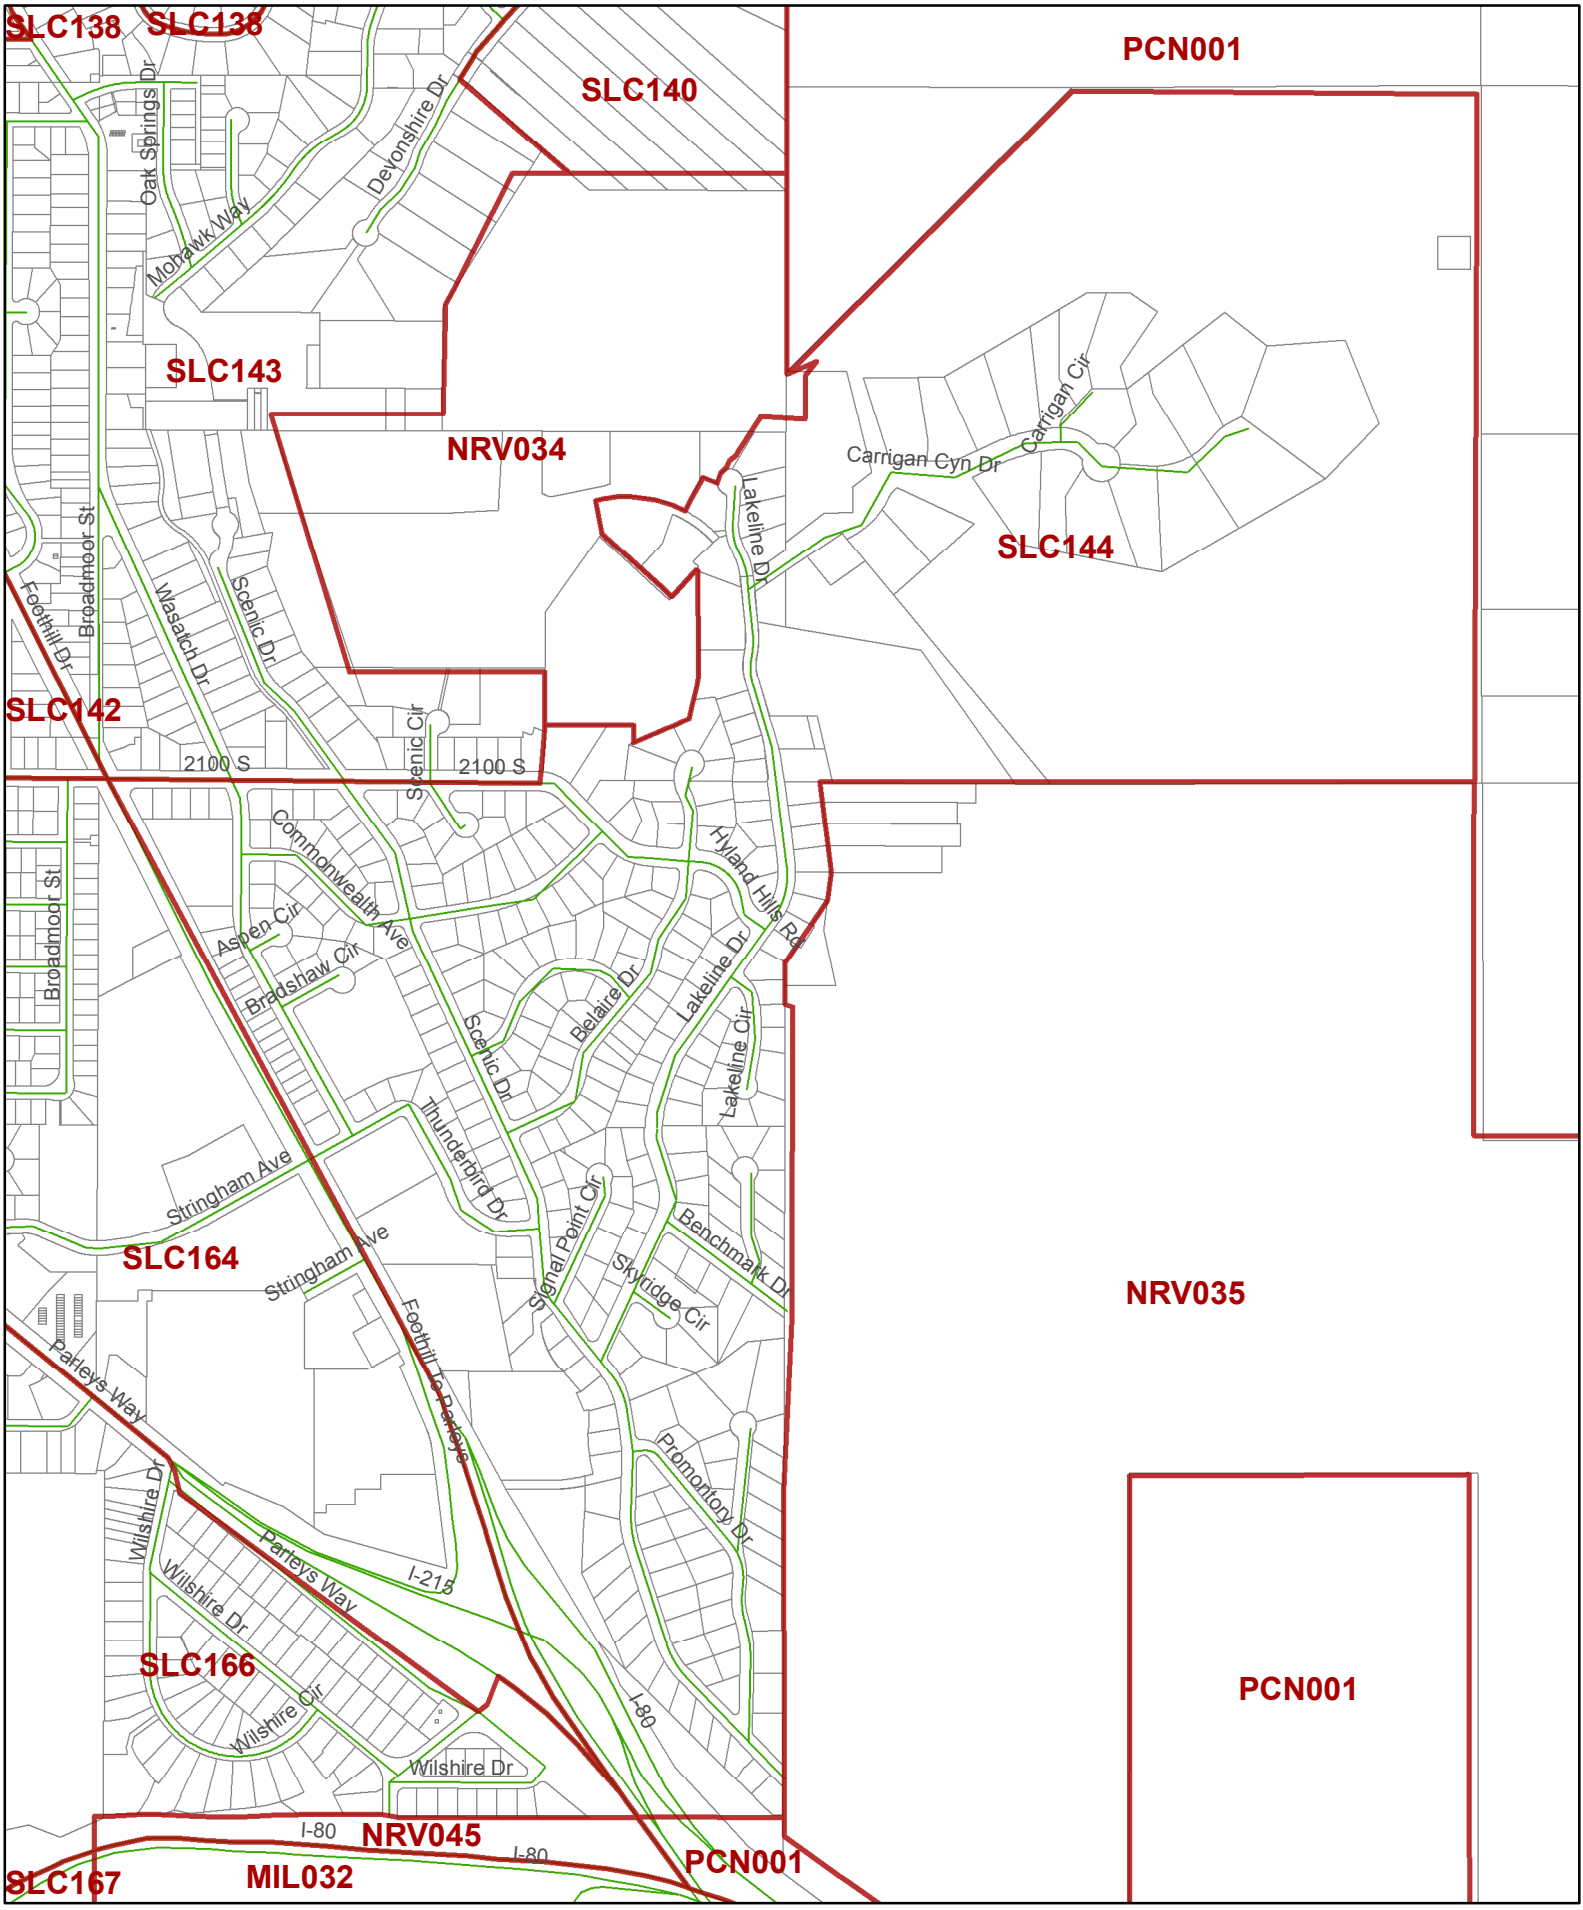 SLC138
SLC138
PCN001
SLC140
Oak Springs Dr
Devonshire Dr
Mohawk Way
SLC143
NRV034
Carrigan Cir
Carrigan Cyn Dr
Lakeline Dr
SLC144
Broadmoor St
Foothill Dr
Wasatch Dr
Scenic Dr
SLC142
Scenic Cir
2100 S
2100 S
Commonwealth Ave
Hyland Hills Rd
Broadmoor St
Aspen Cir
Bradshaw Cir
Belaire Dr
Lakeline Dr
Lakeline Cir
Scenic Dr
Thunderbird Dr
Stringham Ave
Signal Point Cir
Benchmark Dr
SLC164
Stringham Ave
Skyridge Cir
NRV035
Foothill To Parleys
Parleys Way
Promontory Dr
Wilshire Dr
Parleys Way
I-215
Wilshire Dr
SLC166
Wilshire Cir
I-80
PCN001
Wilshire Dr
I-80
NRV045
I-80
PCN001
SLC167
MIL032